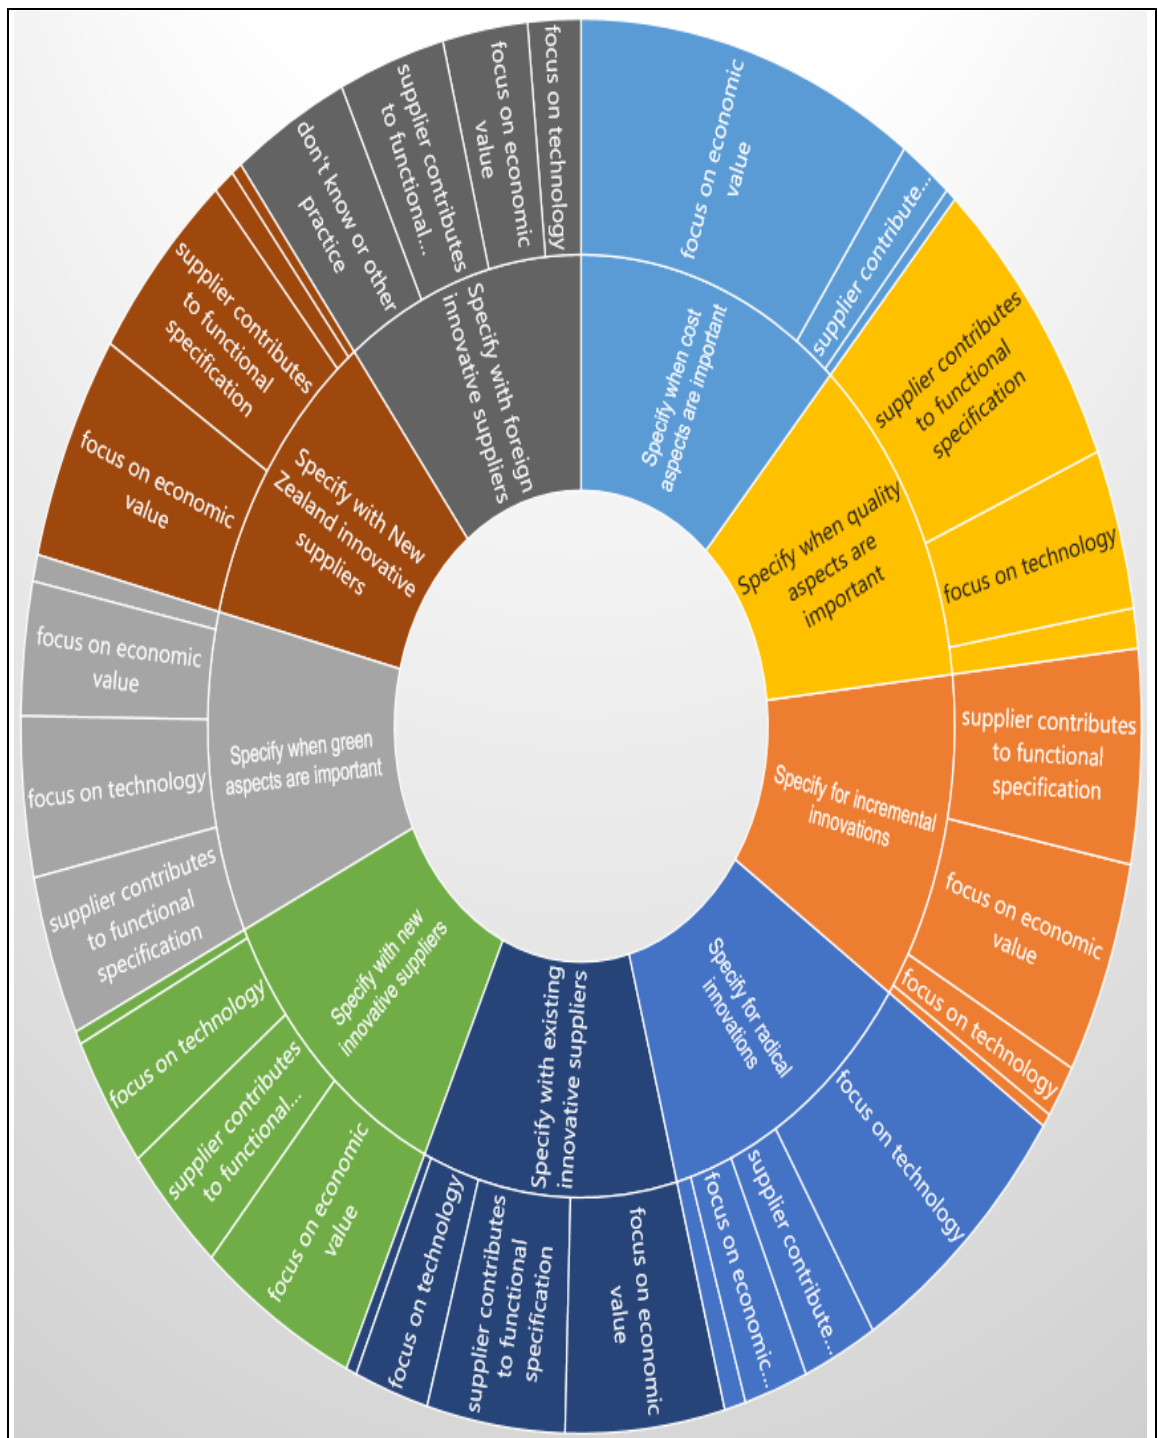 focus on economic
value
supplier contribute...
Specify when cost
aspects are important
supplier contributes
to functional
specification
focus on technology
Specify when quality
aspects are
important
supplier contributes
to functional
specification
focus on economic
value
focus on technology
Specify for incremental
innovations
focus on technology
supplier contribute...
focus on economic...
Specify for radical
innovations
focus on economic
value
supplier contributes
to functional
specification
focus on technology
Specify with existing
innovative suppliers
focus on economic
value
supplier contributes
to functional...
focus on technology
Specify with new
innovative suppliers
supplier contributes
to functional
specification
focus on technology
focus on economic
value
Specify when green
aspects are important
focus on economic
value
supplier contributes
to functional
specification
Specify with New
Zealand innovative
suppliers
don't know or other
practice
supplier contributes
to functional...
focus on economic
value
focus on technology
Specify with foreign
innovative suppliers